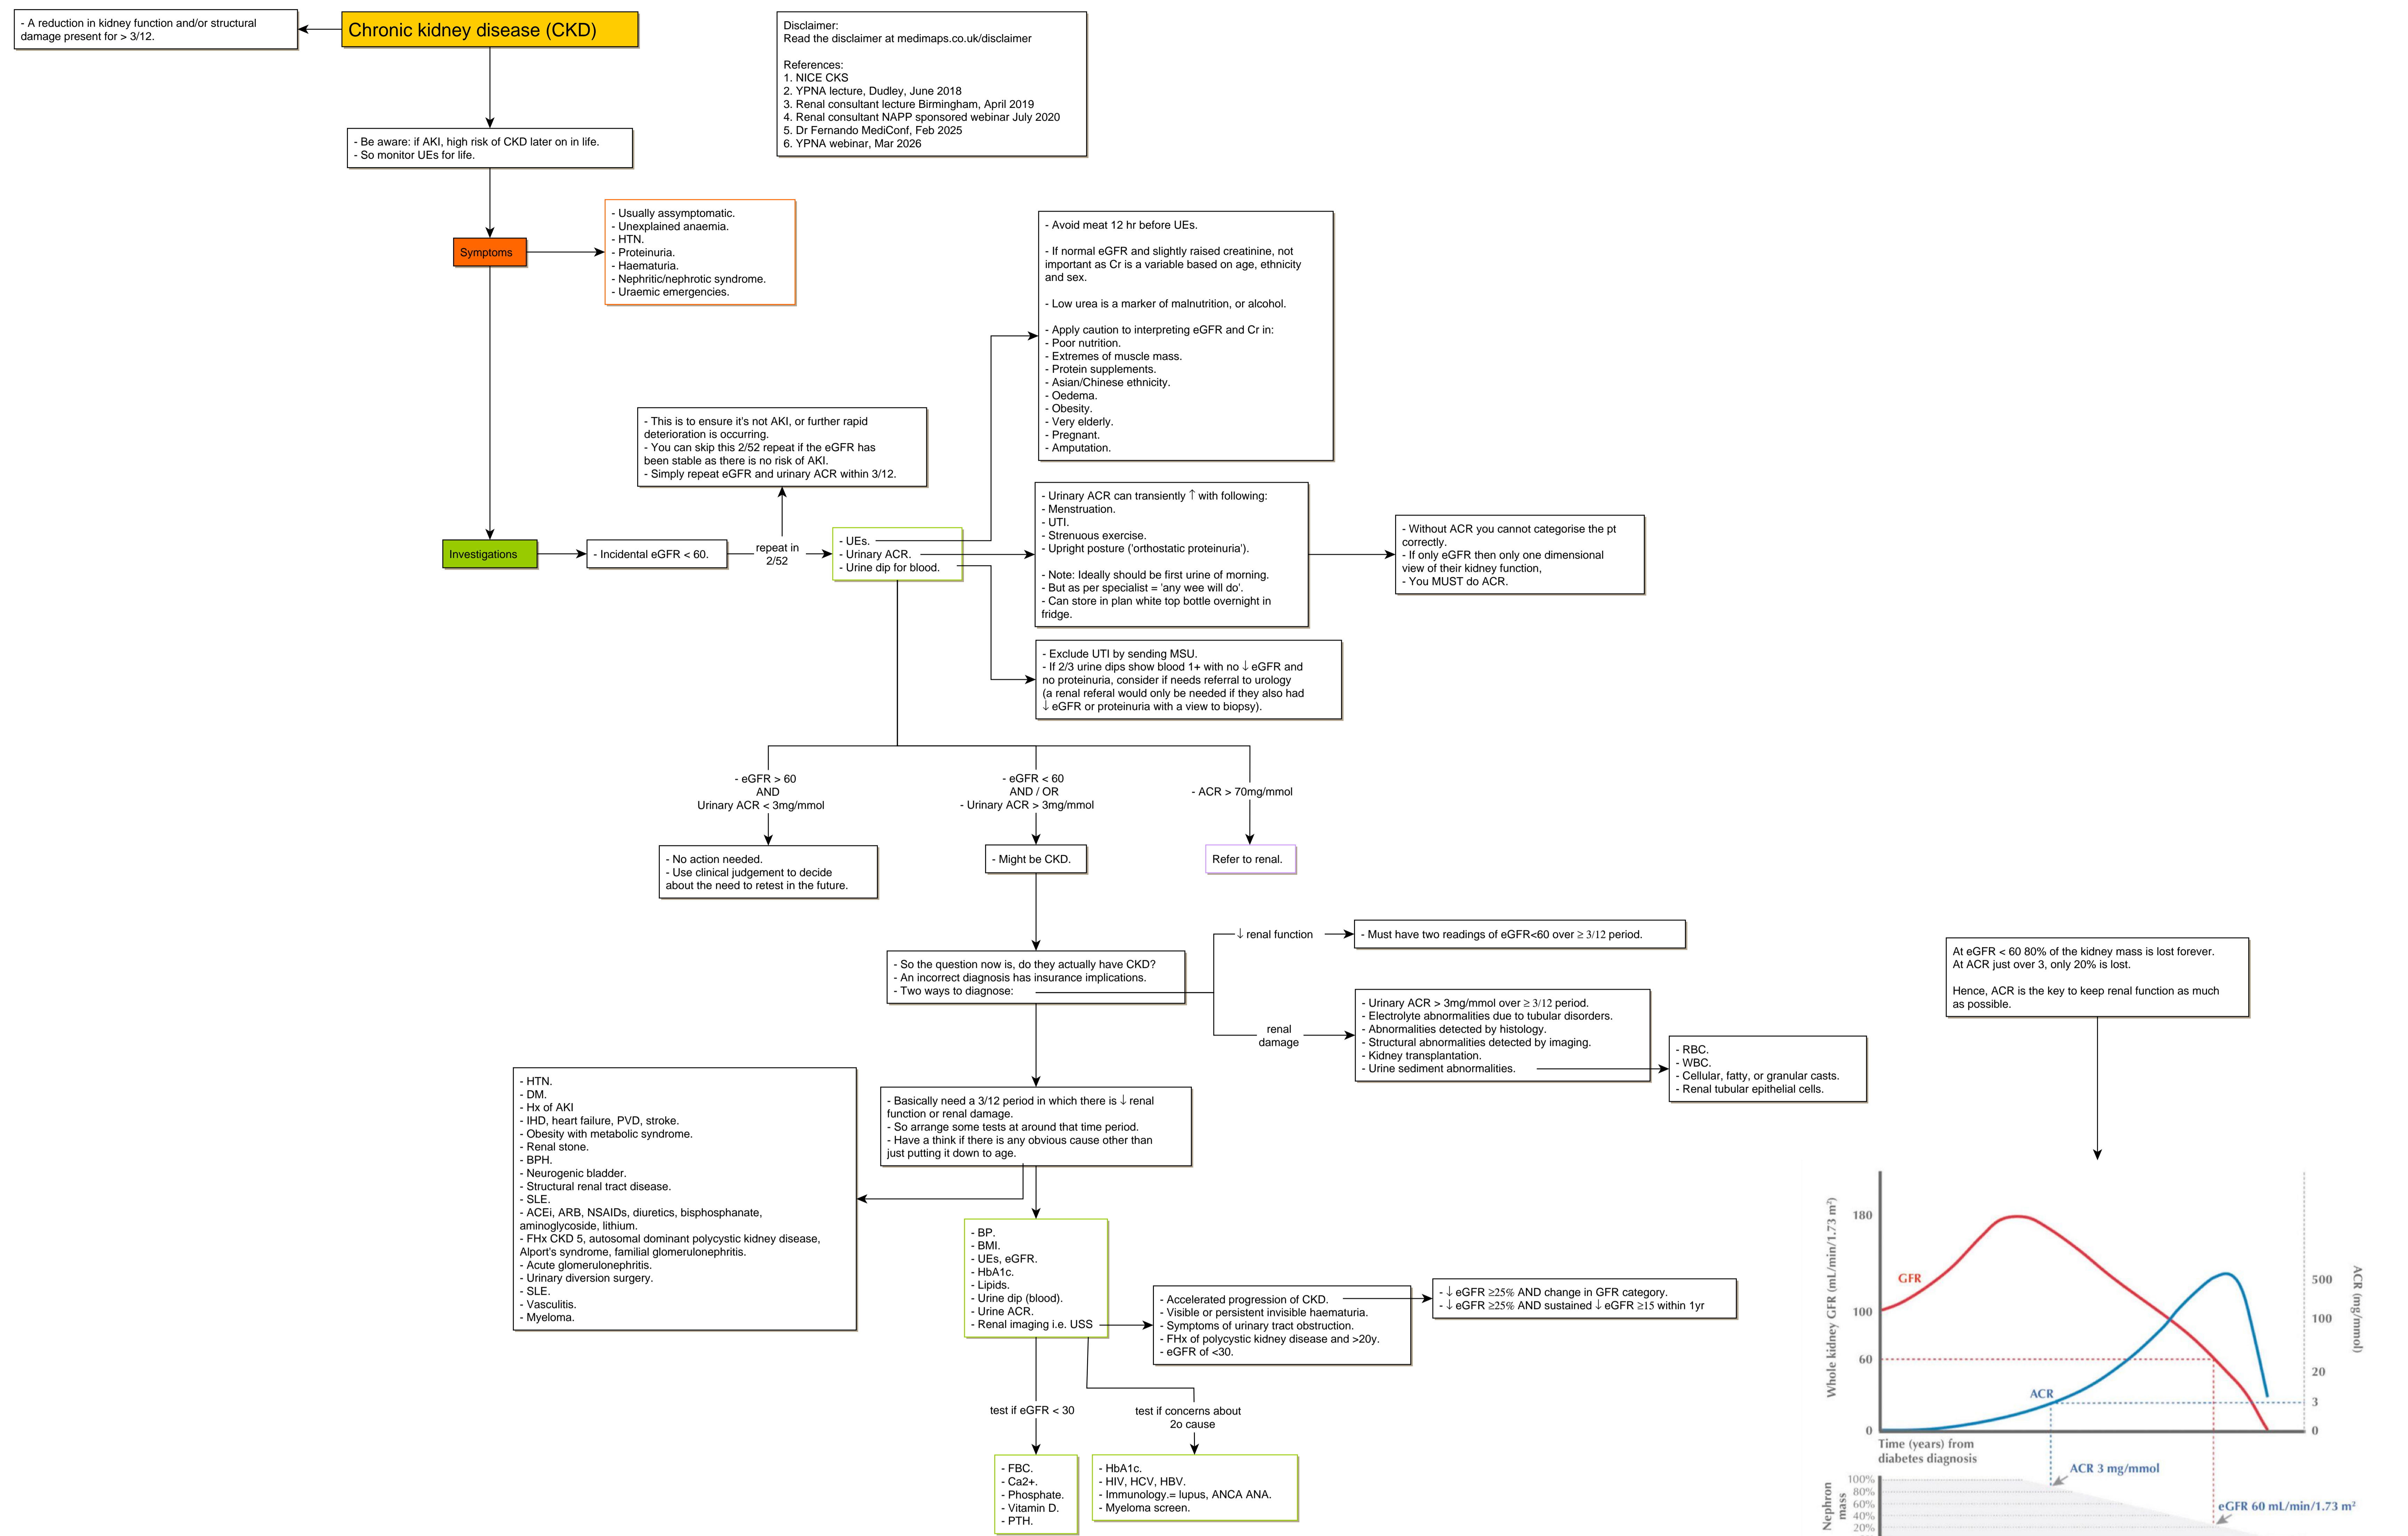 - A reduction in kidney function and/or structural
damage present for > 3/12.
Chronic kidney disease (CKD)
Disclaimer:
Read the disclaimer at medimaps.co.uk/disclaimer
References:
1. NICE CKS
2. YPNA lecture, Dudley, June 2018
3. Renal consultant lecture Birmingham, April 2019
4. Renal consultant NAPP sponsored webinar July 2020
5. Dr Fernando MediConf, Feb 2025
6. YPNA webinar, Mar 2026
- Be aware: if AKI, high risk of CKD later on in life.
- So monitor UEs for life.
Symptoms
- Usually assymptomatic.
- Unexplained anaemia.
- HTN.
- Proteinuria.
- Haematuria.
- Nephritic/nephrotic syndrome.
- Uraemic emergencies.
- Avoid meat 12 hr before UEs.
- If normal eGFR and slightly raised creatinine, not
important as Cr is a variable based on age, ethnicity
and sex.
- Low urea is a marker of malnutrition, or alcohol.
- Apply caution to interpreting eGFR and Cr in:
- Poor nutrition.
- Extremes of muscle mass.
- Protein supplements.
- Asian/Chinese ethnicity.
- Oedema.
- Obesity.
- Very elderly.
- Pregnant.
- Amputation.
- This is to ensure it's not AKI, or further rapid
deterioration is occurring.
- You can skip this 2/52 repeat if the eGFR has
been stable as there is no risk of AKI.
- Simply repeat eGFR and urinary ACR within 3/12.
Investigations
- Incidental eGFR < 60.
repeat in
2/52
- UEs.
- Urinary ACR.
- Urine dip for blood.
- Urinary ACR can transiently ↑ with following:
- Menstruation.
- UTI.
- Strenuous exercise.
- Upright posture ('orthostatic proteinuria').
- Note: Ideally should be first urine of morning.
- But as per specialist = 'any wee will do'.
- Can store in plan white top bottle overnight in
fridge.
- Without ACR you cannot categorise the pt
correctly.
- If only eGFR then only one dimensional
view of their kidney function,
- You MUST do ACR.
- Exclude UTI by sending MSU.
- If 2/3 urine dips show blood 1+ with no ↓ eGFR and
no proteinuria, consider if needs referral to urology
(a renal referal would only be needed if they also had
↓ eGFR or proteinuria with a view to biopsy).
- eGFR > 60
AND
Urinary ACR < 3mg/mmol
- eGFR < 60
AND / OR
- Urinary ACR > 3mg/mmol
- ACR > 70mg/mmol
- No action needed.
- Use clinical judgement to decide
about the need to retest in the future.
- Might be CKD.
Refer to renal.
- So the question now is, do they actually have CKD?
- An incorrect diagnosis has insurance implications.
- Two ways to diagnose:
↓ renal function
- Must have two readings of eGFR<60 over ≥ 3/12 period.
renal
damage
- Urinary ACR > 3mg/mmol over ≥ 3/12 period.
- Electrolyte abnormalities due to tubular disorders.
- Abnormalities detected by histology.
- Structural abnormalities detected by imaging.
- Kidney transplantation.
- Urine sediment abnormalities.
- RBC.
- WBC.
- Cellular, fatty, or granular casts.
- Renal tubular epithelial cells.
At eGFR < 60 80% of the kidney mass is lost forever.
At ACR just over 3, only 20% is lost.
Hence, ACR is the key to keep renal function as much
as possible.
- Basically need a 3/12 period in which there is ↓ renal
function or renal damage.
- So arrange some tests at around that time period.
- Have a think if there is any obvious cause other than
just putting it down to age.
- HTN.
- DM.
- Hx of AKI
- IHD, heart failure, PVD, stroke.
- Obesity with metabolic syndrome.
- Renal stone.
- BPH.
- Neurogenic bladder.
- Structural renal tract disease.
- SLE.
- ACEi, ARB, NSAIDs, diuretics, bisphosphanate,
aminoglycoside, lithium.
- FHx CKD 5, autosomal dominant polycystic kidney disease,
Alport's syndrome, familial glomerulonephritis.
- Acute glomerulonephritis.
- Urinary diversion surgery.
- SLE.
- Vasculitis.
- Myeloma.
- BP.
- BMI.
- UEs, eGFR.
- HbA1c.
- Lipids.
- Urine dip (blood).
- Urine ACR.
- Renal imaging i.e. USS
- Accelerated progression of CKD.
- Visible or persistent invisible haematuria.
- Symptoms of urinary tract obstruction.
- FHx of polycystic kidney disease and >20y.
- eGFR of <30.
- ↓ eGFR ≥25% AND change in GFR category.
- ↓ eGFR ≥25% AND sustained ↓ eGFR ≥15 within 1yr
test if eGFR < 30
test if concerns about
2o cause
- FBC.
- Ca2+.
- Phosphate.
- Vitamin D.
- PTH.
- HbA1c.
- HIV, HCV, HBV.
- Immunology.= lupus, ANCA ANA.
- Myeloma screen.
Whole kidney GFR (mL/min/1.73 m²)
180
100
60
0
GFR
ACR
500
100
20
3
0
ACR (mg/mmol)
Time (years) from
diabetes diagnosis
ACR 3 mg/mmol
eGFR 60 mL/min/1.73 m²
Nephron
mass
100%
80%
60%
40%
20%